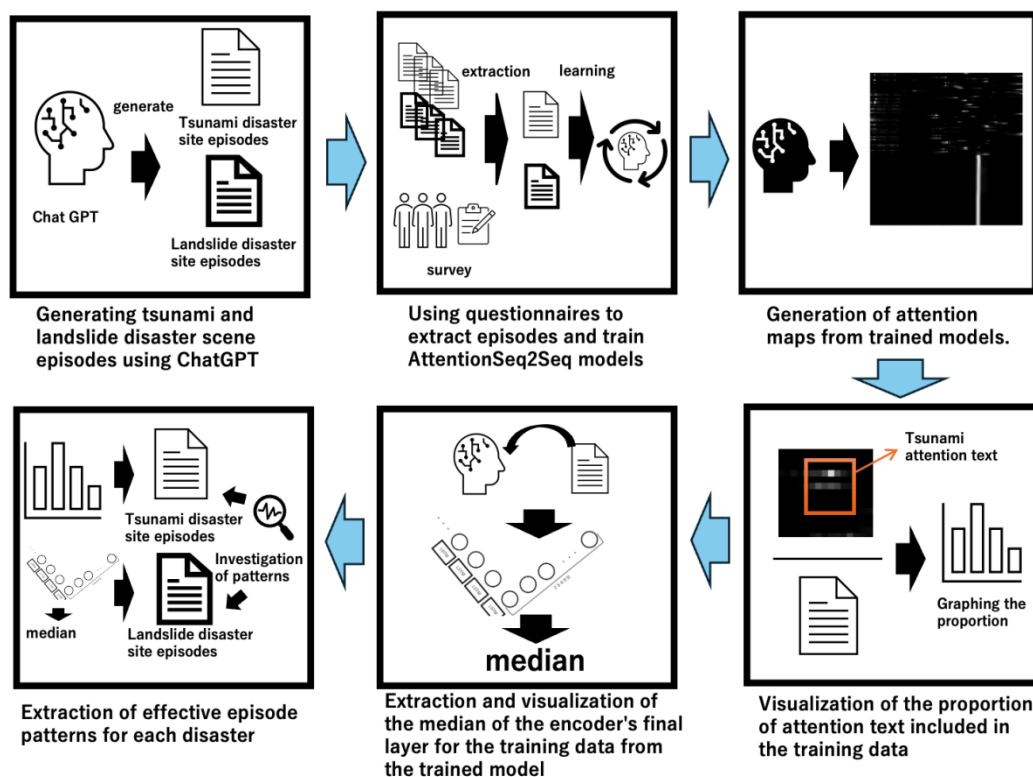 generate
Tsunami disaster
site episodes
Chat GPT
Landslide disaster
site episodes
Generating tsunami and
landslide disaster scene
episodes using ChatGPT
extraction
learning
survey
Using questionnaires to
extract episodes and train
AttentionSeq2Seq models
Generation of attention
maps from trained models.
Tsunami
attention text
Graphing the
proportion
Visualization of the proportion
of attention text included in
the training data
median
Extraction and visualization of
the median of the encoder's final
layer for the training data from
the trained model
Tsunami disaster
site episodes
Investigation
of patterns
median
Landslide disaster
site episodes
Extraction of effective episode
patterns for each disaster